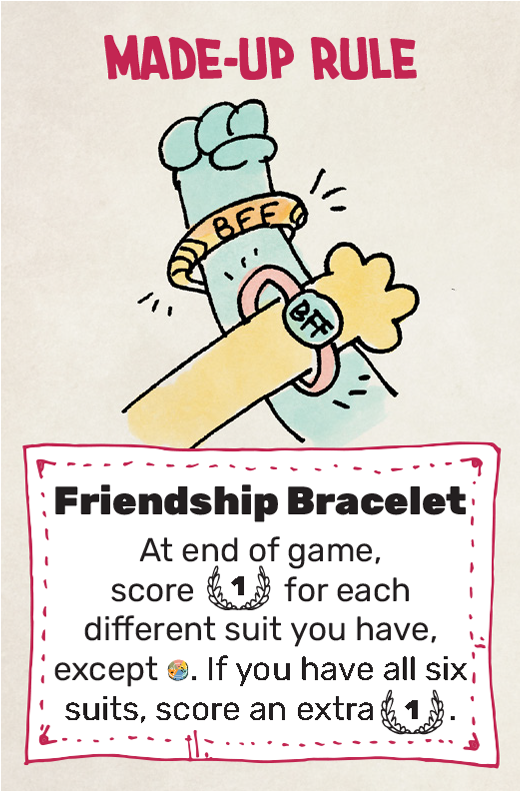 MADE-UP RULE
BFF
BFF
Friendship Bracelet
At end of game,
score 1 for each
different suit you have,
except . If you have all six
suits, score an extra 1.